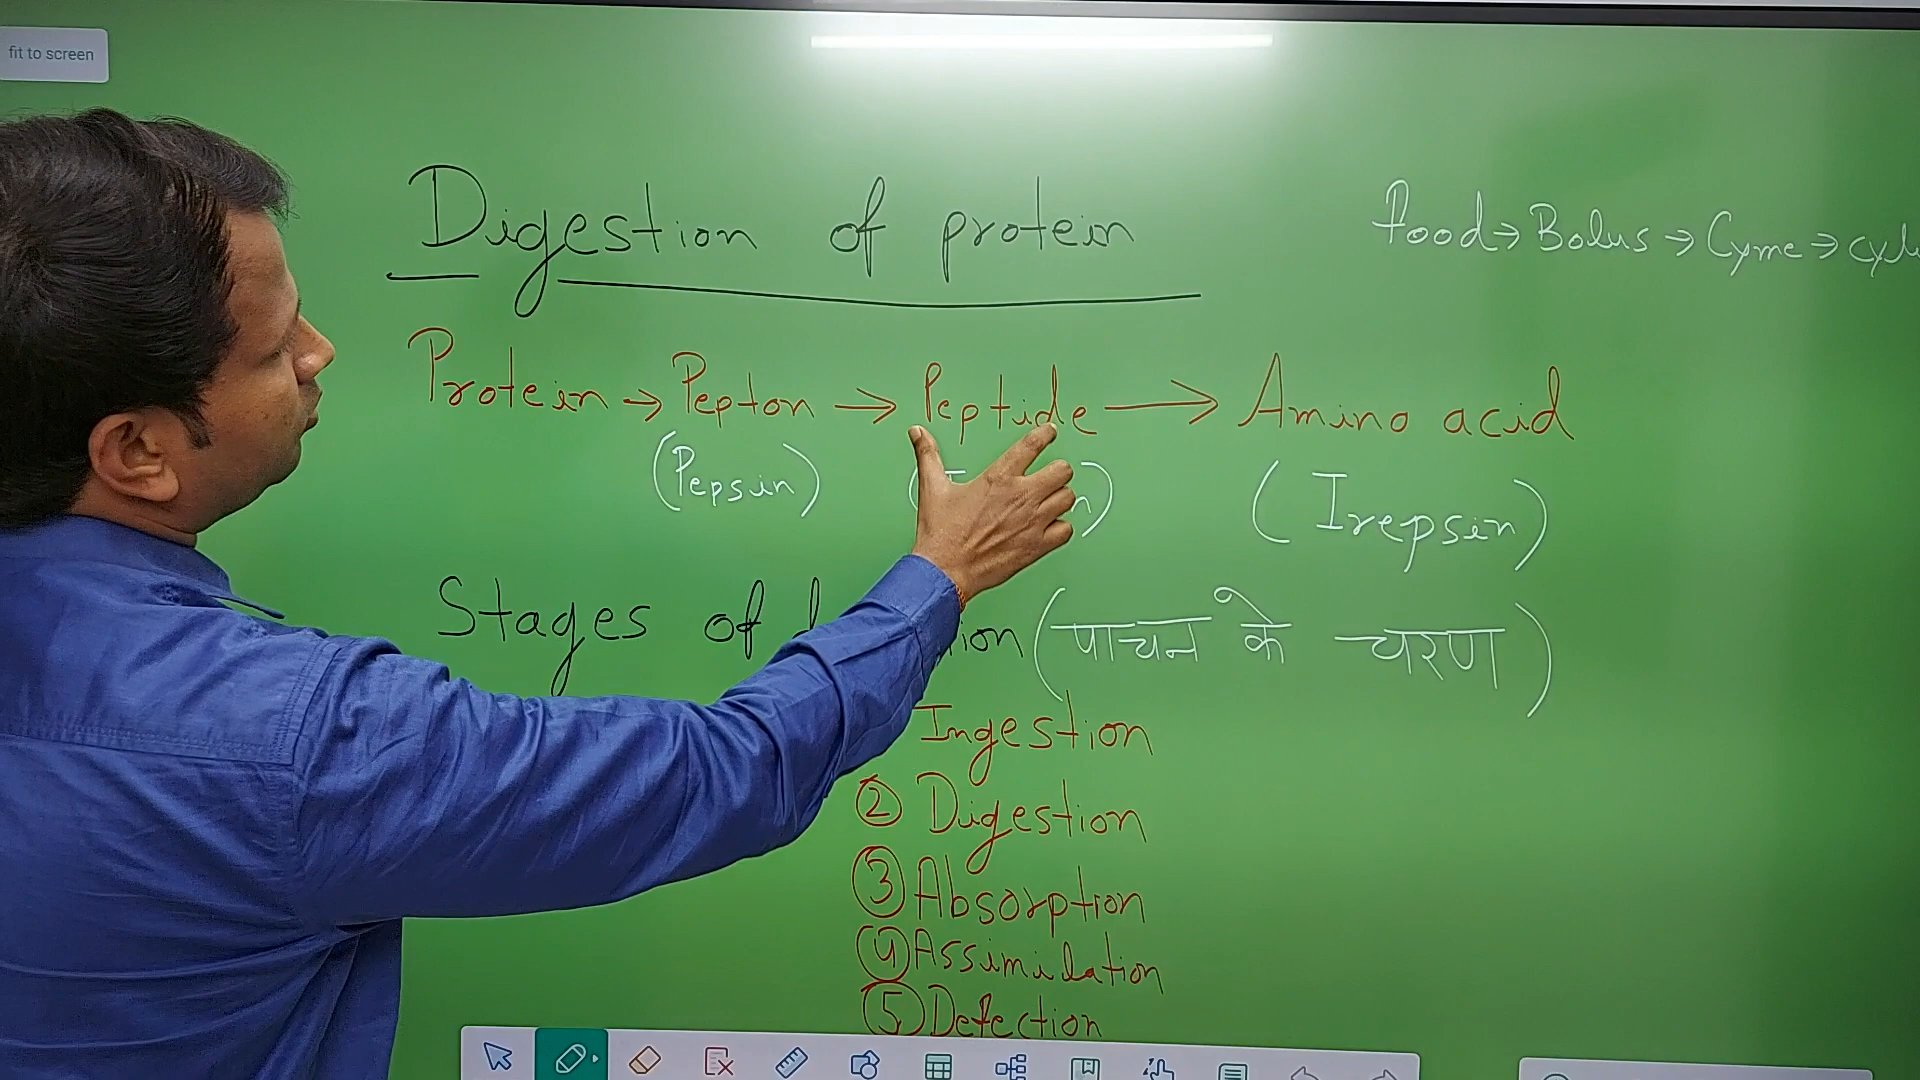 fit to screen
Digestion of protein
Food → Bolus → Cyme →
Protein → Pepton → Peptide → Amino acid
(Pepsin) (Irepsin)
Stages of (पाचन के चरण)
Ingestion
② Digestion
③ Absorption
④ Assimilation
⑤ Defection